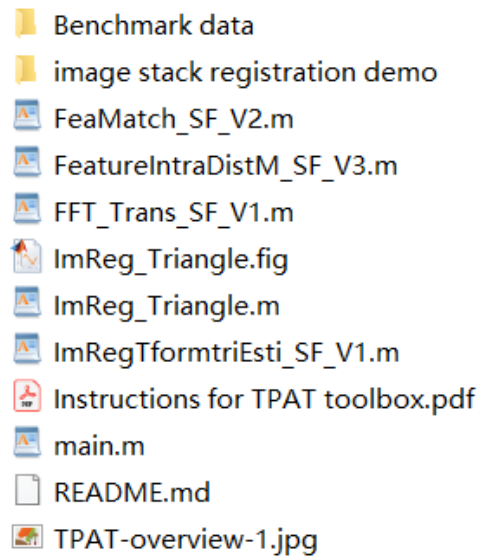 Benchmark data
image stack registration demo
FeaMatch_SF_V2.m
FeatureIntraDistM_SF_V3.m
FFT_Trans_SF_V1.m
ImReg_Triangle.fig
ImReg_Triangle.m
ImRegTformtriEsti_SF_V1.m
Instructions for TPAT toolbox.pdf
main.m
README.md
TPAT-overview-1.jpg